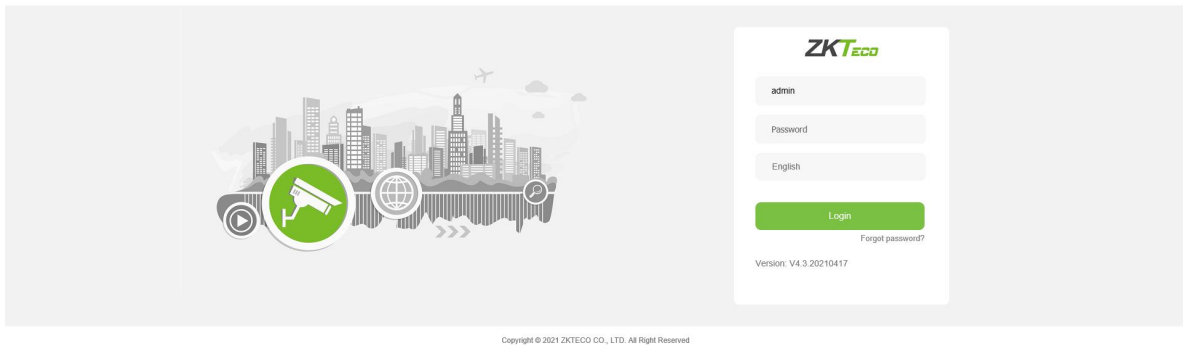 ZKTeco
admin
Password
English
Login
Forgot password?
Version: V4.3.20210417
Copyright © 2021 ZKTECO CO., LTD. All Right Reserved